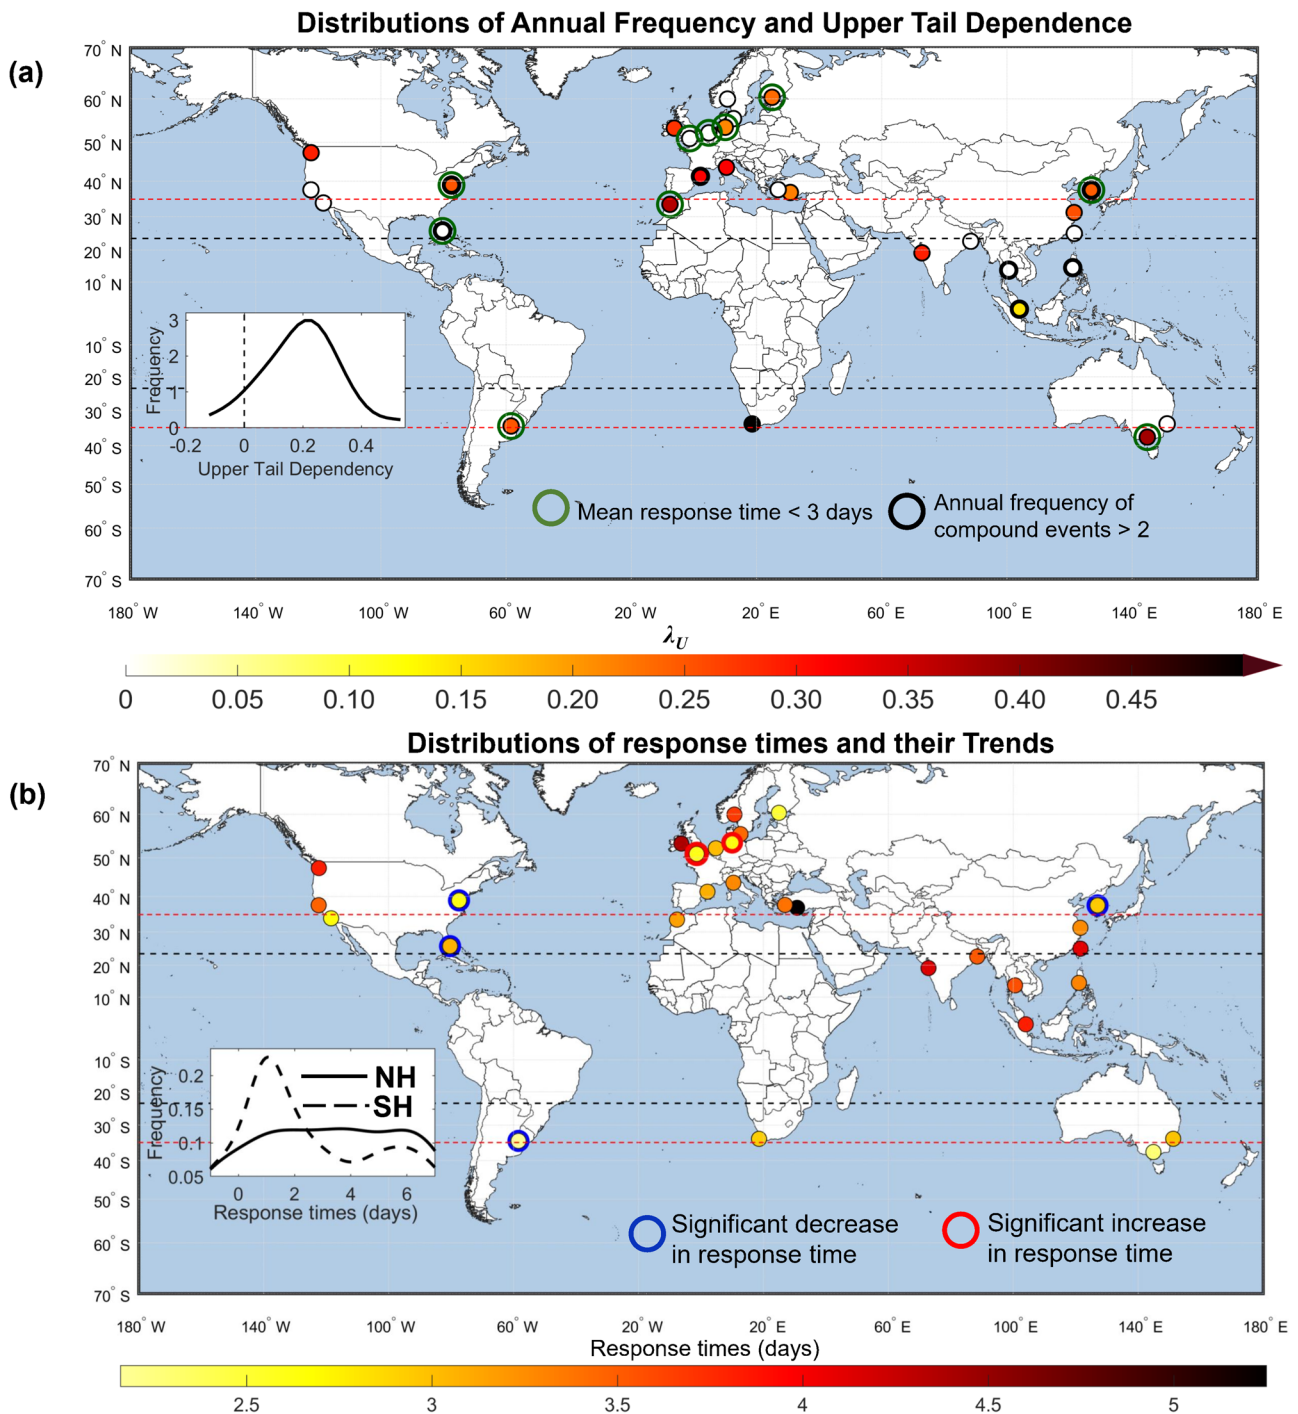 Distributions of Annual Frequency and Upper Tail Dependence
(a)
70° N
60° N
50° N
40° N
30° N
20° N
10° N
10° S
20° S
30° S
40° S
50° S
60° S
70° S
Frequency
3
2
1
0
-0.2 0 0.2 0.4
Upper Tail Dependency
Mean response time < 3 days
Annual frequency of
compound events > 2
180° W 140° W 100° W 60° W 20° W 20° E 60° E 100° E 140° E 180° E
λU
0 0.05 0.10 0.15 0.20 0.25 0.30 0.35 0.40 0.45
Distributions of response times and their Trends
(b)
70° N
60° N
50° N
40° N
30° N
20° N
10° N
10° S
20° S
30° S
40° S
50° S
60° S
70° S
Frequency
0.2
0.15
0.1
0.05
NH
SH
0 2 4 6
Response times (days)
Significant decrease
in response time
Significant increase
in response time
180° W 140° W 100° W 60° W 20° W 20° E 60° E 100° E 140° E 180° E
Response times (days)
2.5 3 3.5 4 4.5 5